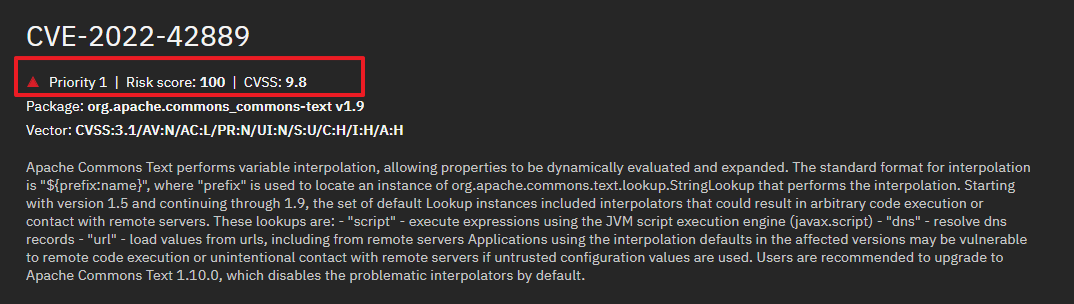 CVE-2022-42889
Priority 1 | Risk score: 100 | CVSS: 9.8
Package: org.apache.commons_commons-text v1.9
Vector: CVSS:3.1/AV:N/AC:L/PR:N/UI:N/S:U/C:H/I:H/A:H
Apache Commons Text performs variable interpolation, allowing properties to be dynamically evaluated and expanded. The standard format for interpolation
is "${prefix:name}", where "prefix" is used to locate an instance of org.apache.commons.text.lookup.StringLookup that performs the interpolation. Starting
with version 1.5 and continuing through 1.9, the set of default Lookup instances included interpolators that could result in arbitrary code execution or
contact with remote servers. These lookups are: - "script" - execute expressions using the JVM script execution engine (javax.script) - "dns" - resolve dns
records - "url" - load values from urls, including from remote servers Applications using the interpolation defaults in the affected versions may be vulnerable
to remote code execution or unintentional contact with remote servers if untrusted configuration values are used. Users are recommended to upgrade to
Apache Commons Text 1.10.0, which disables the problematic interpolators by default.